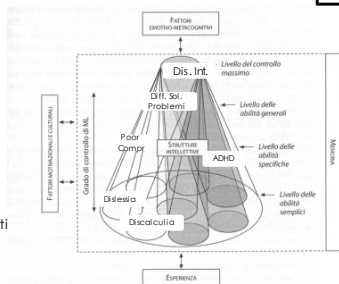 FATTORI
EMOTIVO-METACOGNITIVI
Livello del controllo
massimo
Dis. Int.
Diff. Sol.
Problemi
Livello delle
abilità generali
Poor
Compr
STRUTTURE
INTELLETTIVE
ADHD
Livello delle
abilità
specifiche
Livello delle
abilità
semplici
Dislessia
Discalculia
FATTORI MOTIVAZIONALI E CULTURALI
Grado di controllo di ML
MEMORIA
ti
ESPERIENZA